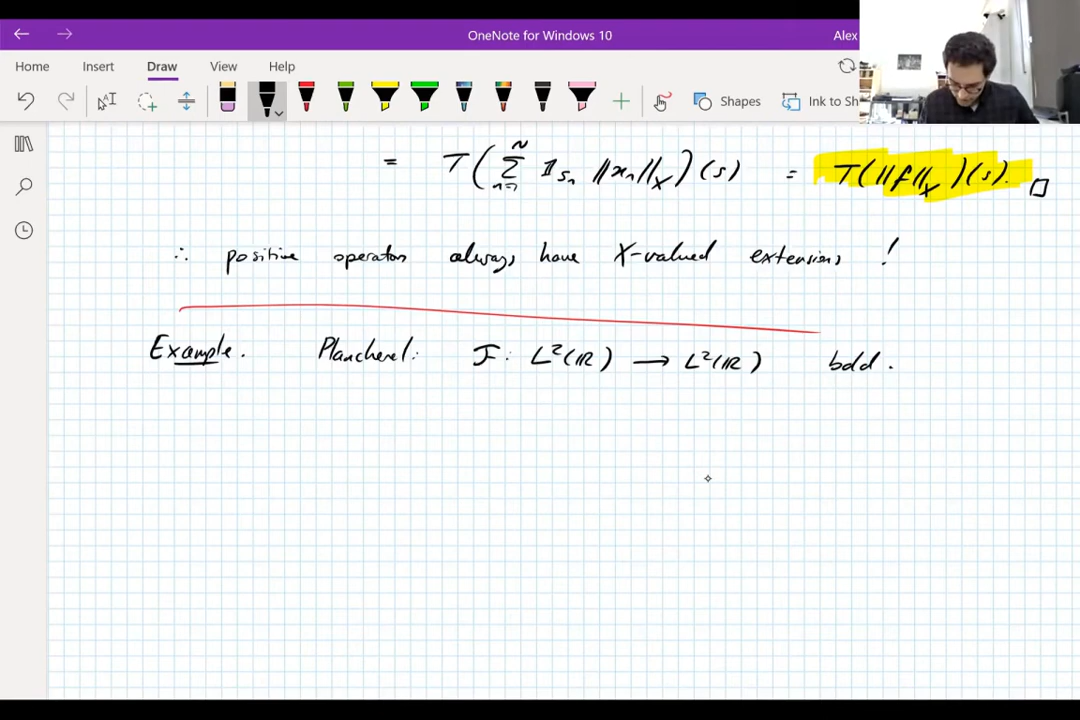 OneNote for Windows 10
Alex
Home Insert Draw View Help
Shapes Ink to Sh
= T(∑_{n=1}^{N} 𝟙_{S_n} ||x_n||_X)(s) = T(||f||_X)(s). □
∴ positive operators always have X-valued extensions!
Example. Plancherel: F: L²(ℝ) ⟶ L²(ℝ) bdd.